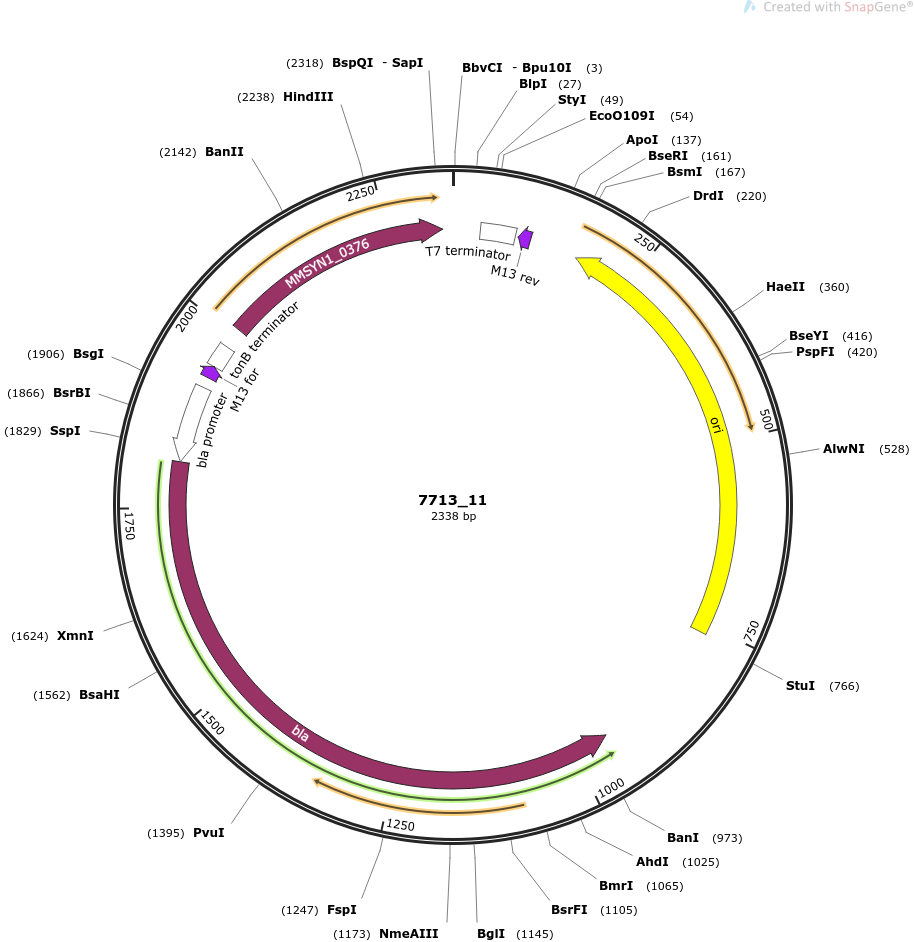 Created with SnapGene®
(2318) BspQI - SapI
BbvCI - Bpu10I (3)
(2238) HindIII
BlpI (27)
StyI (49)
EcoO109I (54)
(2142) BanII
ApoI (137)
BseRI (161)
BsmI (167)
DrdI (220)
2250
250
MMSYN1_0376
T7 terminator
M13 rev
HaeII (360)
2000
tonB terminator
BseYI (416)
PspFI (420)
(1906) BsgI
M13 for
(1866) BsrBI
bla promoter
500
ori
(1829) SspI
AlwNI (528)
7713_11
2338 bp
1750
(1624) XmnI
750
StuI (766)
(1562) BsaHI
1500
bla
1000
(1395) PvuI
1250
BanI (973)
AhdI (1025)
BmrI (1065)
(1247) FspI
BsrFI (1105)
(1173) NmeAIII
BglI (1145)